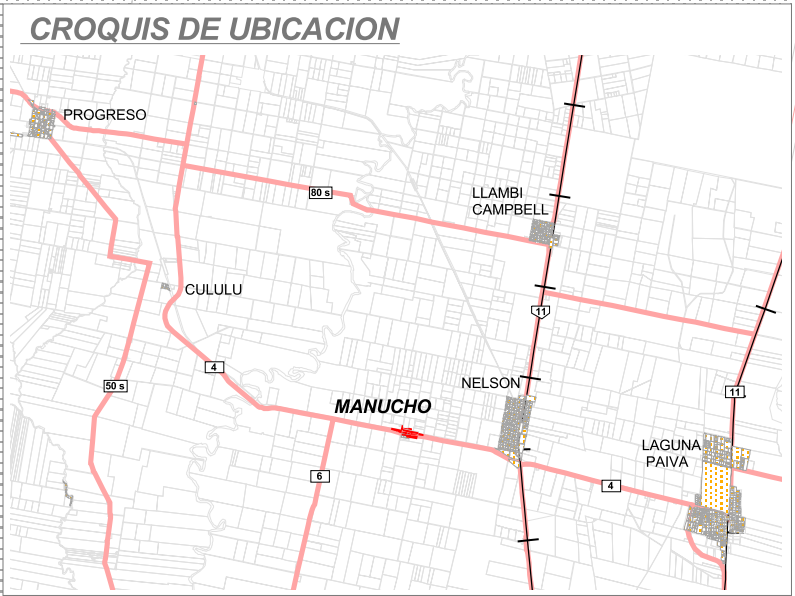 CROQUIS DE UBICACION
PROGRESO
80 s
LLAMBI
CAMPBELL
CULULU
11
4
50 s
NELSON
11
MANUCHO
LAGUNA
PAIVA
6
4